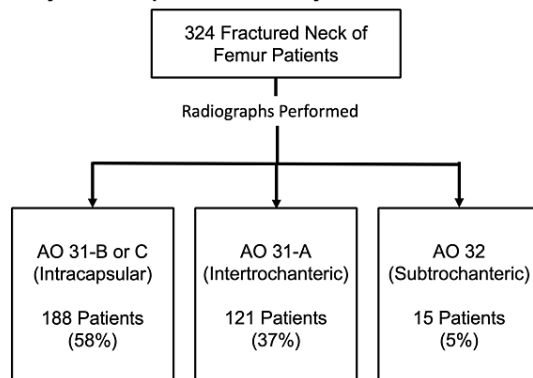 324 Fractured Neck of
Femur Patients
Radiographs Performed
AO 31-B or C
(Intracapsular)
188 Patients
(58%)
AO 31-A
(Intertrochanteric)
121 Patients
(37%)
AO 32
(Subtrochanteric)
15 Patients
(5%)